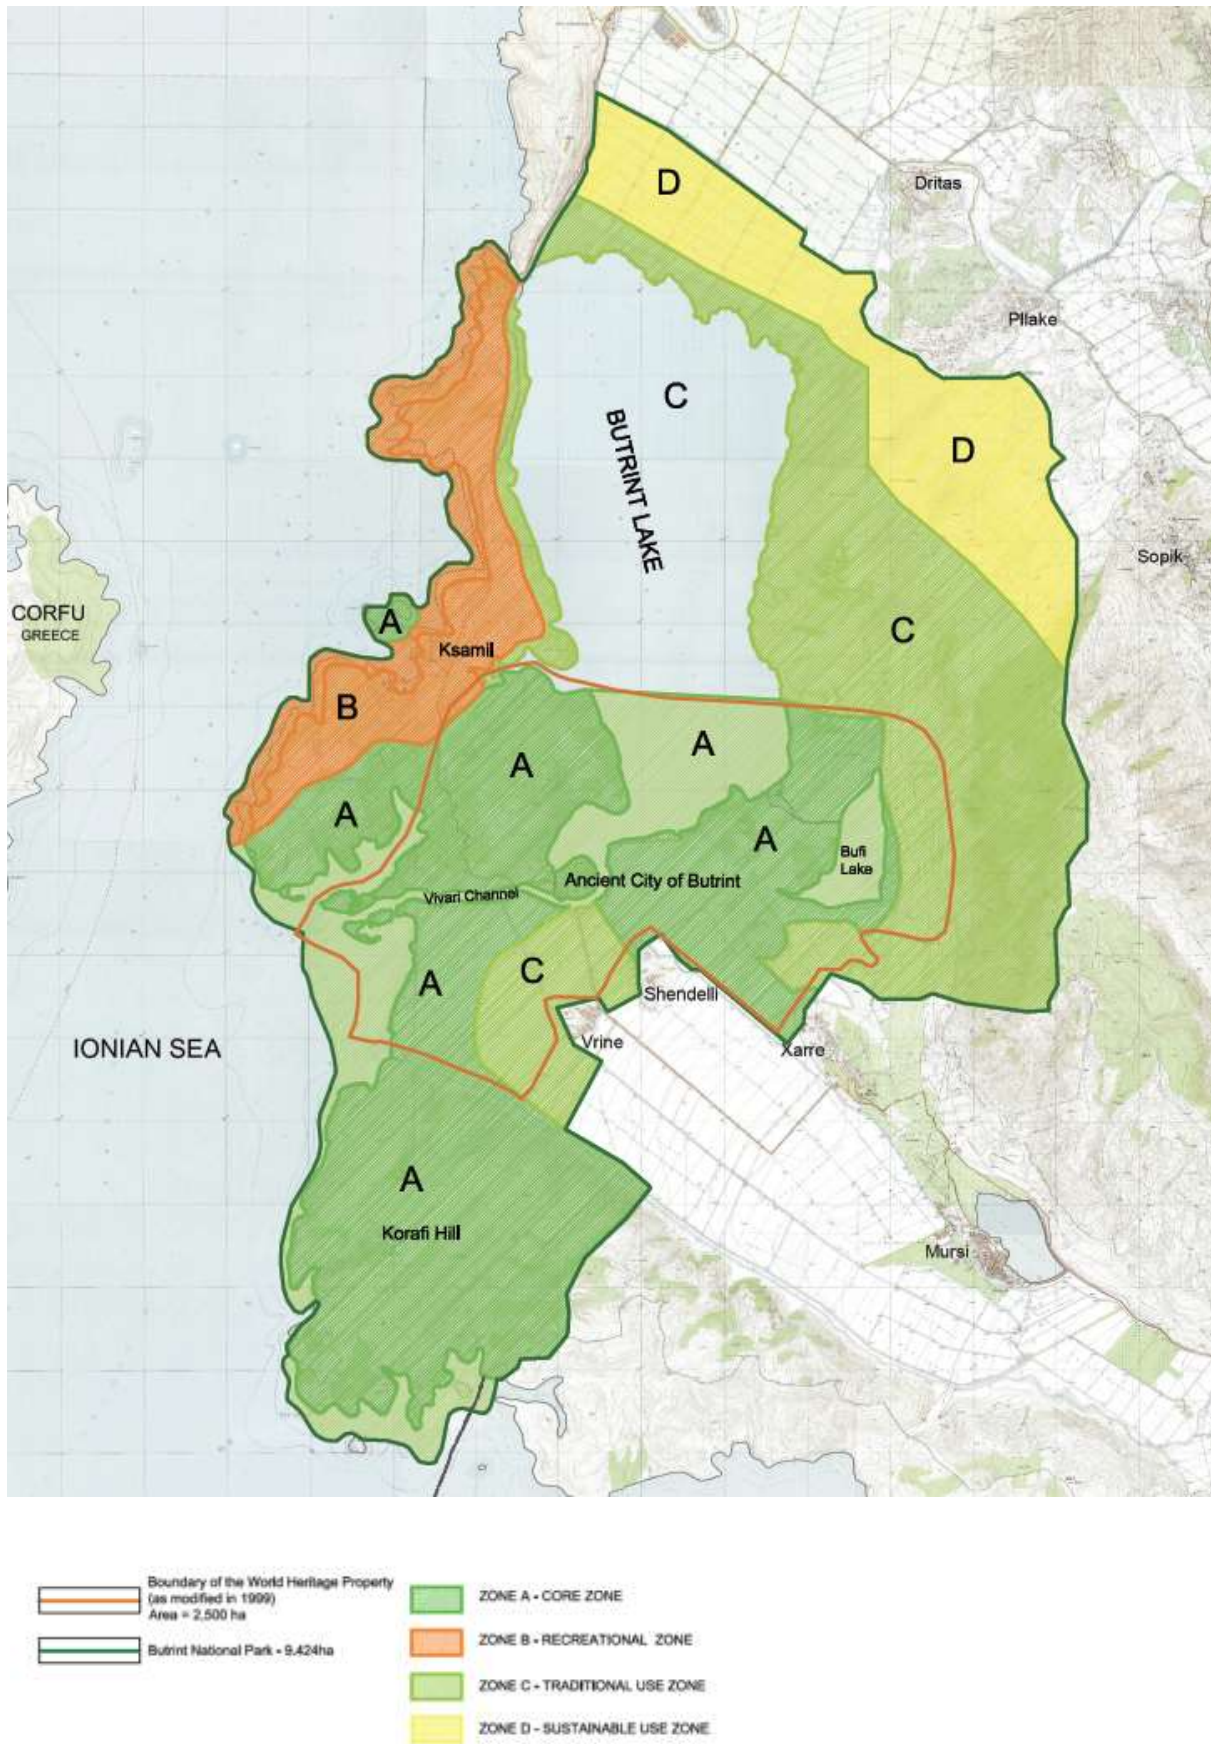 D
Dritas
Pllake
C
BUTRINT LAKE
D
Sopik
CORFU
GREECE
A
C
Ksamil
B
A
A
A
A
Bufi
Lake
Ancient City of Butrint
Vivari Channel
C
A
Shendelli
Vrine
Xarre
IONIAN SEA
A
Korafi Hill
Mursi
Boundary of the World Heritage Property
(as modified in 1999)
Area = 2,500 ha
Butrint National Park - 9.424ha
ZONE A - CORE ZONE
ZONE B - RECREATIONAL ZONE
ZONE C - TRADITIONAL USE ZONE
ZONE D - SUSTAINABLE USE ZONE